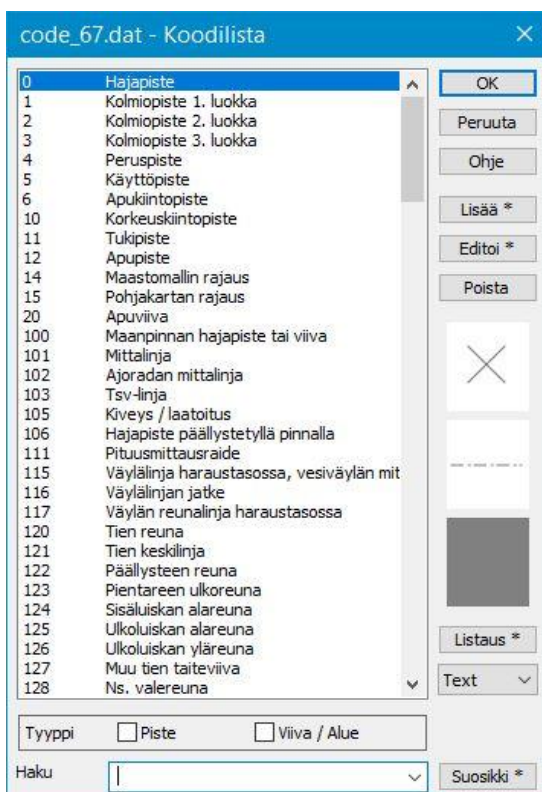 code_67.dat - Koodilista
0 Hajapiste
1 Kolmiopiste 1. luokka
2 Kolmiopiste 2. luokka
3 Kolmiopiste 3. luokka
4 Peruspiste
5 Käyttöpiste
6 Apukiintopiste
10 Korkeuskiintopiste
11 Tukipiste
12 Apupiste
14 Maastomallin rajaus
15 Pohjakartan rajaus
20 Apuviiva
100 Maanpinnan hajapiste tai viiva
101 Mittalinja
102 Ajoradan mittalinja
103 Tsv-linja
105 Kiveys / laatoitus
106 Hajapiste päällystetyllä pinnalla
111 Pituusmittausraide
115 Väylälinja haraustasossa, vesiväylän mit
116 Väylälinjan jatke
117 Väylän reunalinja haraustasossa
120 Tien reuna
121 Tien keskilinja
122 Päällysteen reuna
123 Pientareen ulkoreuna
124 Sisäluiskan alareuna
125 Ulkoluiskan alareuna
126 Ulkoluiskan yläreuna
127 Muu tien taiteviiva
128 Ns. valereuna
OK
Peruuta
Ohje
Lisää *
Editoi *
Poista
Listaus *
Text
Tyyppi Piste Viiva / Alue
Haku Suosikki *